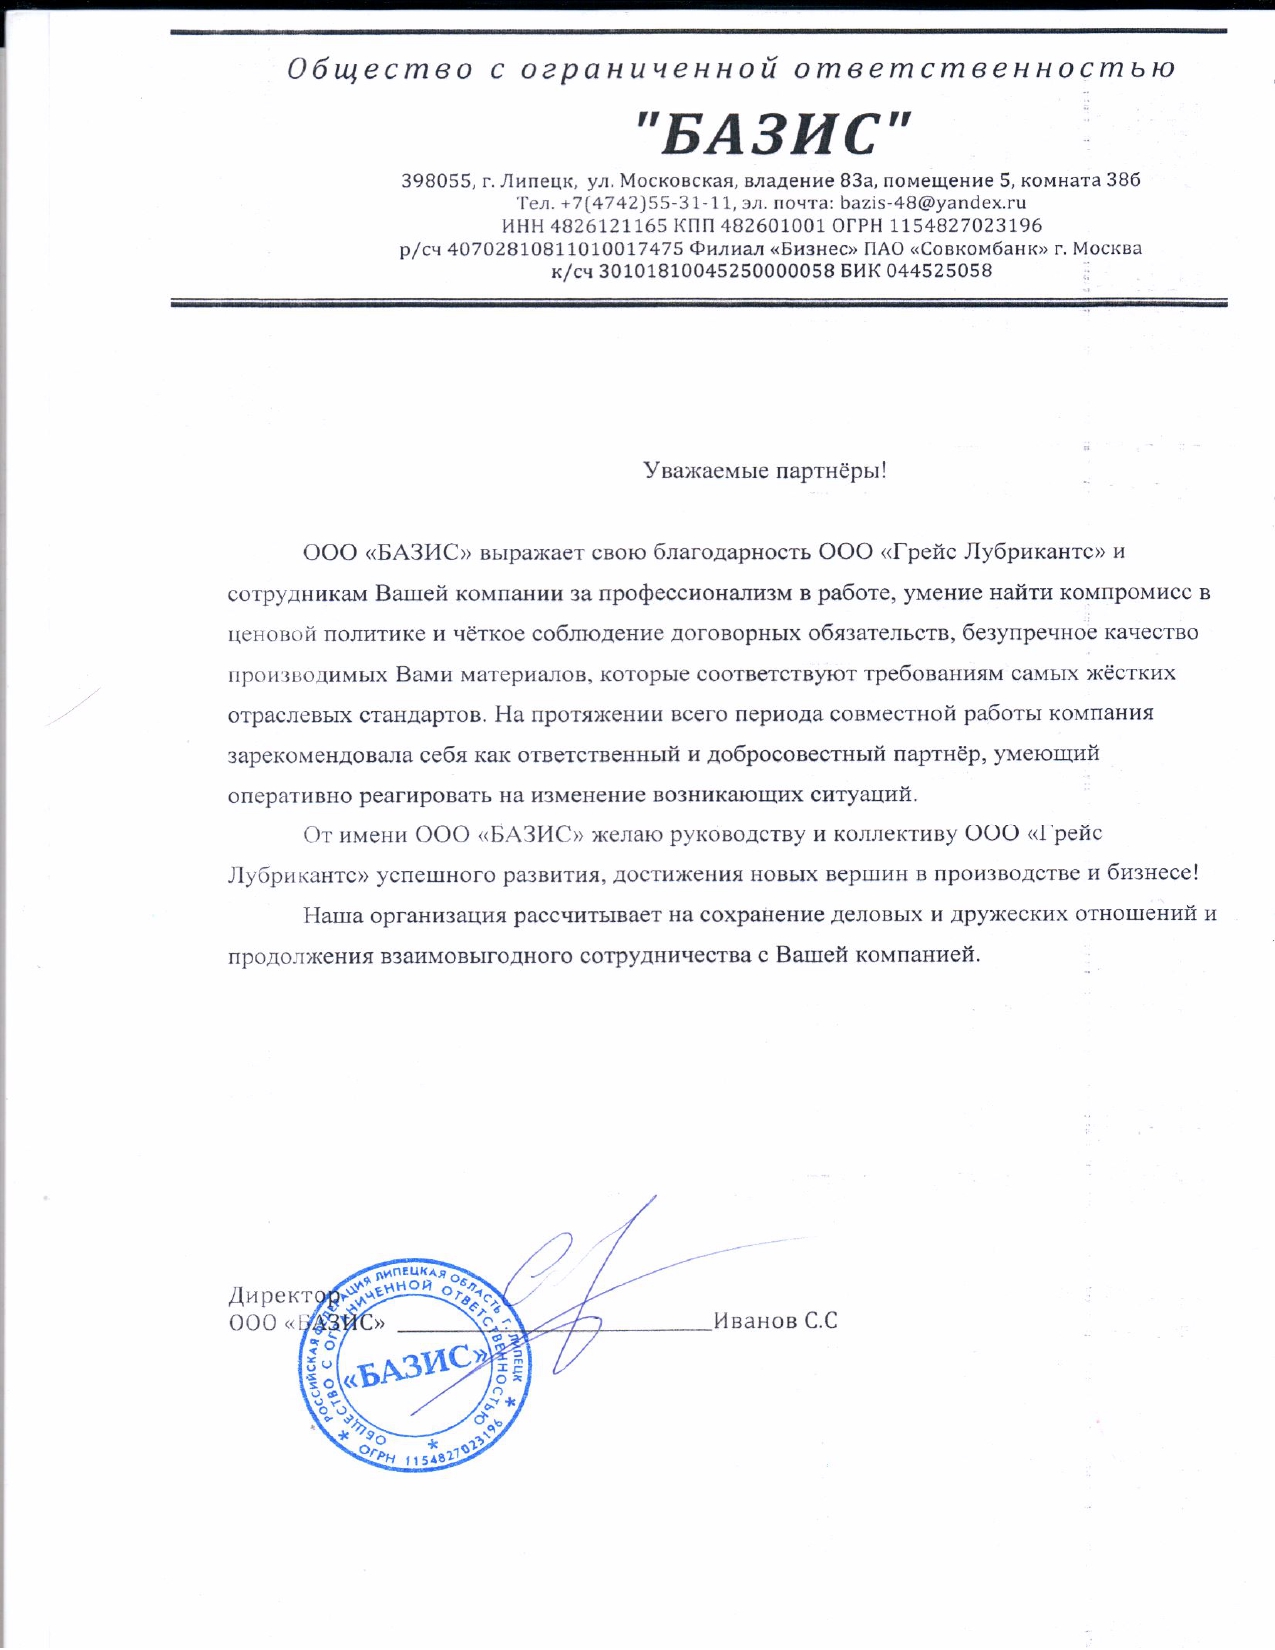 Общество с ограниченной ответственностью
"БАЗИС"
398055, г. Липецк, ул. Московская, владение 83а, помещение 5, комната 38б
Тел. +7(4742)55-31-11, эл. почта: bazis-48@yandex.ru
ИНН 4826121165 КПП 482601001 ОГРН 1154827023196
р/сч 40702810811010017475 Филиал «Бизнес» ПАО «Совкомбанк» г. Москва
к/сч 30101810045250000058 БИК 044525058
Уважаемые партнёры!
ООО «БАЗИС» выражает свою благодарность ООО «Грейс Лубрикантс» и
сотрудникам Вашей компании за профессионализм в работе, умение найти компромисс в
ценовой политике и чёткое соблюдение договорных обязательств, безупречное качество
производимых Вами материалов, которые соответствуют требованиям самых жёстких
отраслевых стандартов. На протяжении всего периода совместной работы компания
зарекомендовала себя как ответственный и добросовестный партнёр, умеющий
оперативно реагировать на изменение возникающих ситуаций.
От имени ООО «БАЗИС» желаю руководству и коллективу ООО «Грейс
Лубрикантс» успешного развития, достижения новых вершин в производстве и бизнесе!
Наша организация рассчитывает на сохранение деловых и дружеских отношений и
продолжения взаимовыгодного сотрудничества с Вашей компанией.
Директор
ООО «БАЗИС» Иванов С.С
РОССИЙСКАЯ ФЕДЕРАЦИЯ ЛИПЕЦКАЯ ОБЛАСТЬ г. ЛИПЕЦК
ОБЩЕСТВО С ОГРАНИЧЕННОЙ ОТВЕТСТВЕННОСТЬЮ
«БАЗИС»
* ОГРН 1154827023196 *